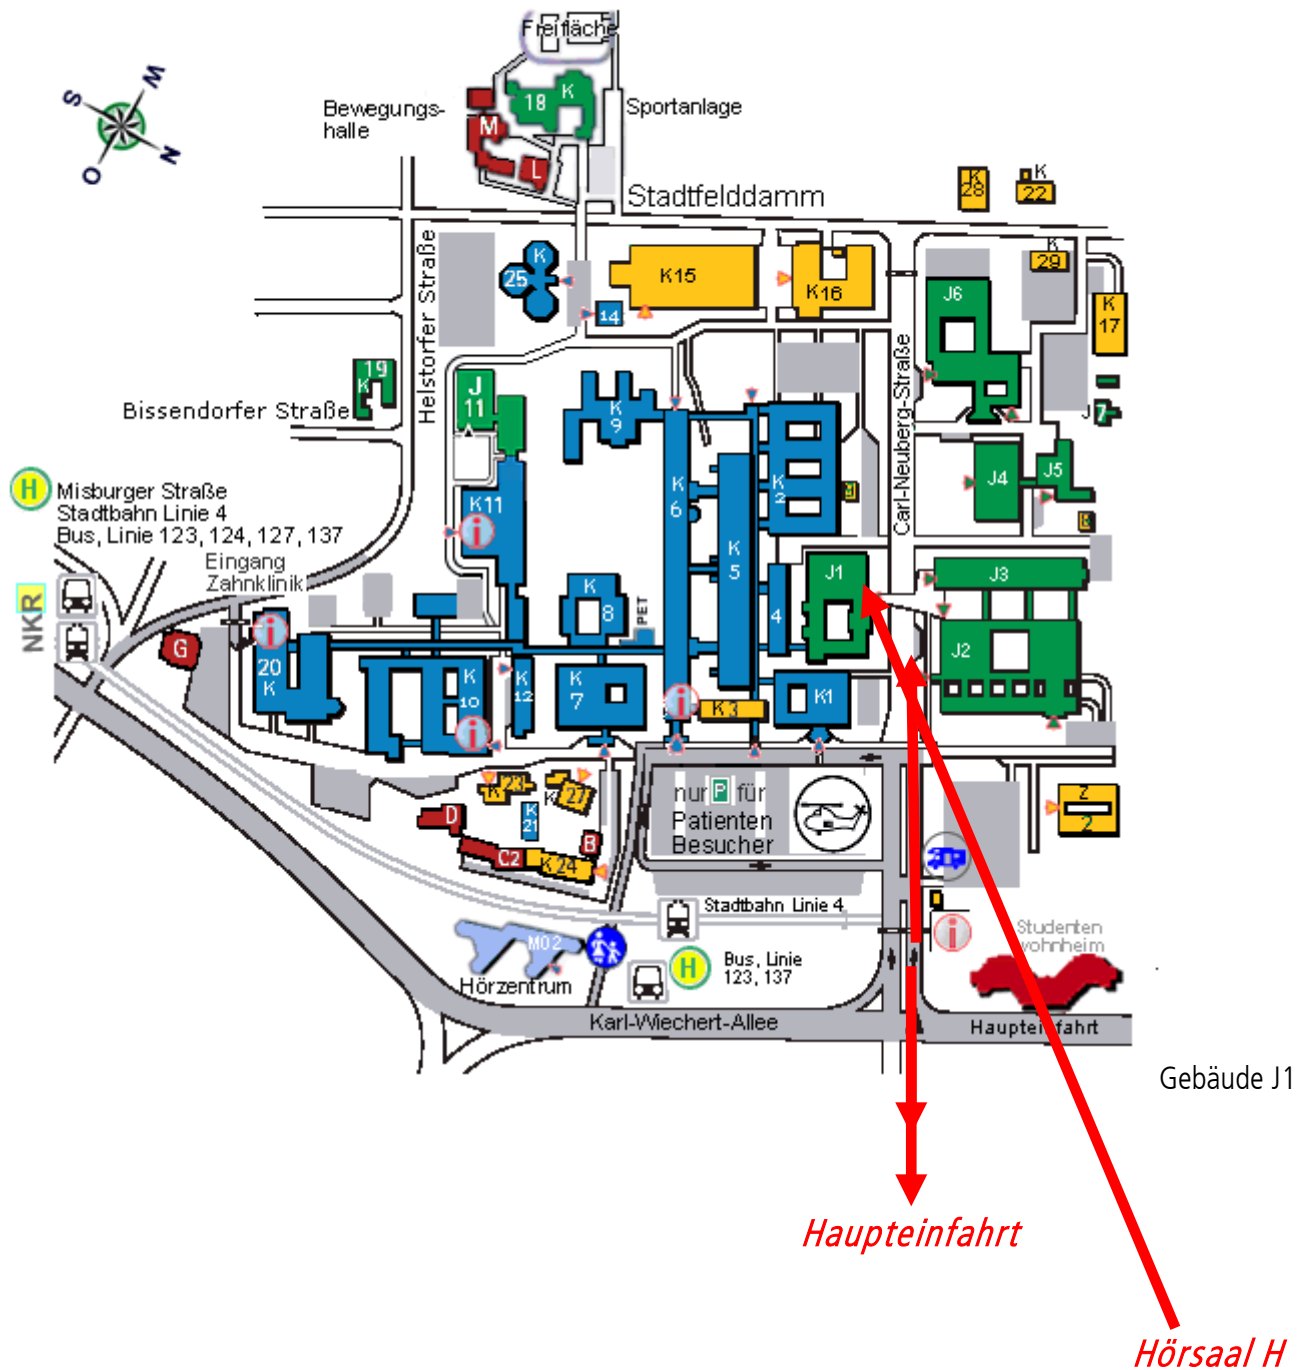 Freifläche
W
S
N
O
Bewegungs-
halle
18 K
M
L
Sportanlage
Stadtfelddamm
K
28
K
22
K
29
K
17
Helstorfer Straße
K
25
14
K15
K16
J6
Carl-Neuberg-Straße
19
K
Bissendorfer Straße
J
11
K
9
K
6
K
2
K
5
J4
J5
J7
H
Misburger Straße
Stadtbahn Linie 4
Bus, Linie 123, 124, 127, 137
Eingang
Zahnklinik
NKR
K11
i
K
8
PET
4
J1
J3
J2
G
i
20
K
K
10
i
K
12
K
7
i
K3
K1
K 23
K 27
K
21
D
C2
K24
B
nur P für
Patienten
Besucher
Z
2
Stadtbahn Linie 4
i
Studenten
wohnheim
M02
Hörzentrum
H
Bus, Linie
123, 137
Karl-Wiechert-Allee
Haupteinfahrt
Gebäude J1
Haupteinfahrt
Hörsaal H